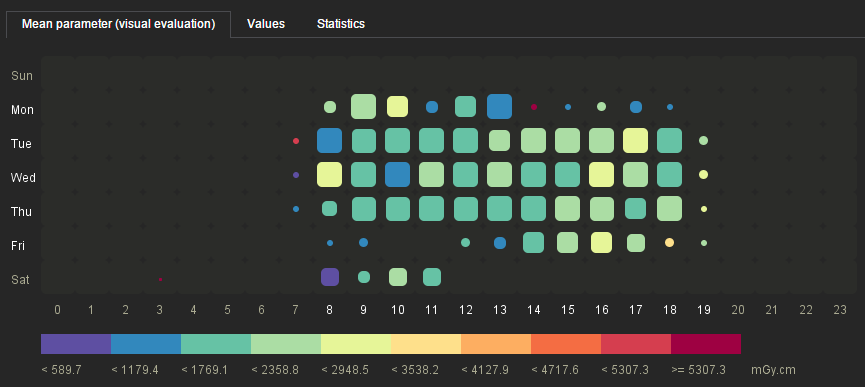 Mean parameter (visual evaluation) Values Statistics
Sun
Mon
Tue
Wed
Thu
Fri
Sat
0 1 2 3 4 5 6 7 8 9 10 11 12 13 14 15 16 17 18 19 20 21 22 23
< 589.7 < 1179.4 < 1769.1 < 2358.8 < 2948.5 < 3538.2 < 4127.9 < 4717.6 < 5307.3 >= 5307.3 mGy.cm